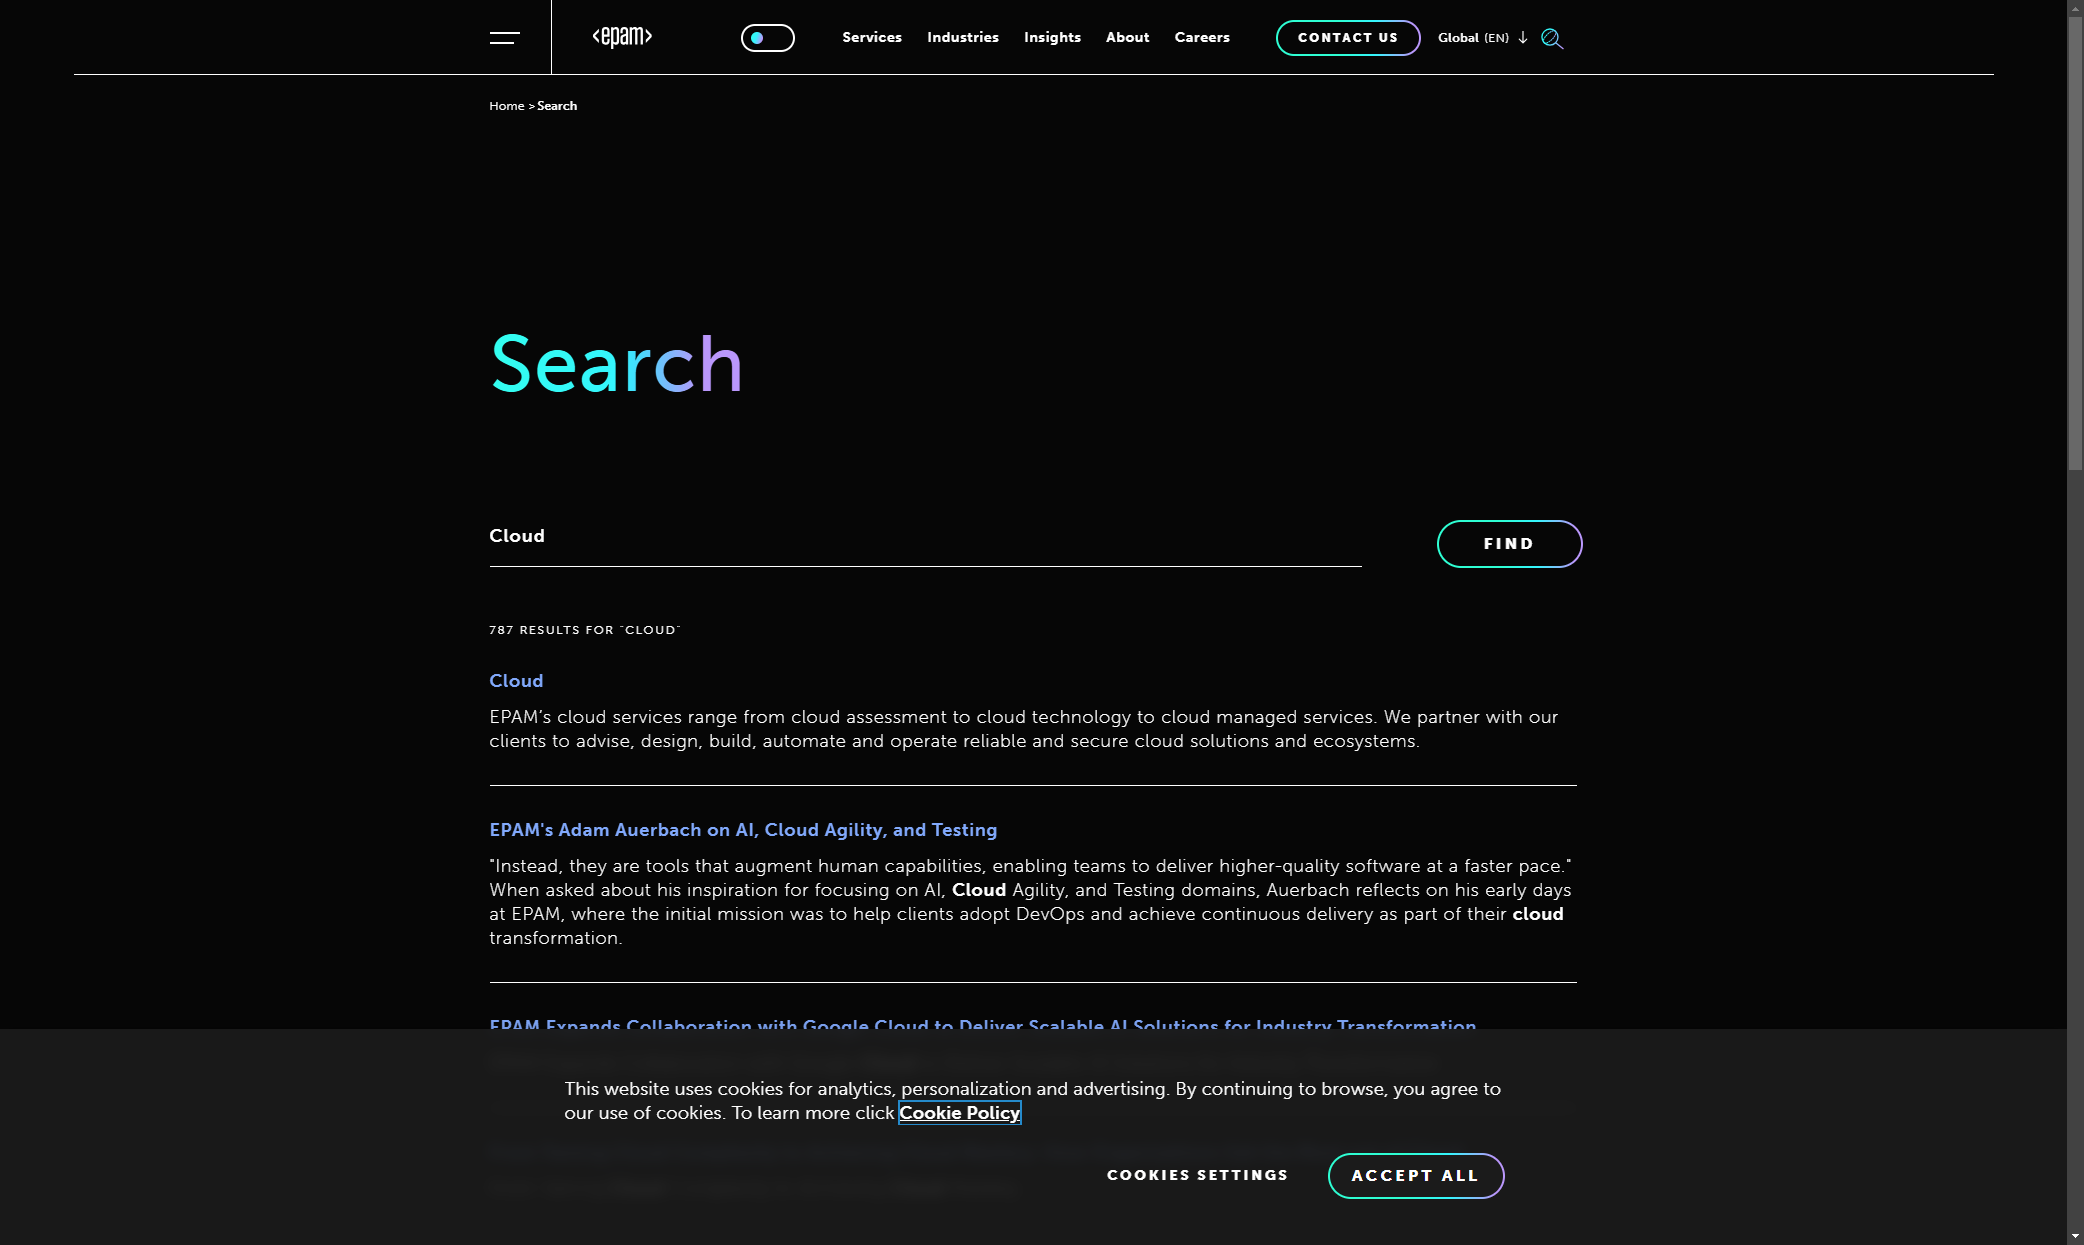 <epam>
Services
Industries
Insights
About
Careers
CONTACT US
Global (EN)
Home > Search
Search
Cloud
FIND
787 RESULTS FOR "CLOUD"
Cloud
EPAM's cloud services range from cloud assessment to cloud technology to cloud managed services. We partner with our
clients to advise, design, build, automate and operate reliable and secure cloud solutions and ecosystems.
EPAM's Adam Auerbach on AI, Cloud Agility, and Testing
"Instead, they are tools that augment human capabilities, enabling teams to deliver higher-quality software at a faster pace."
When asked about his inspiration for focusing on AI, Cloud Agility, and Testing domains, Auerbach reflects on his early days
at EPAM, where the initial mission was to help clients adopt DevOps and achieve continuous delivery as part of their cloud
transformation.
EPAM Expands Collaboration with Google Cloud to Deliver Scalable AI Solutions for Industry Transformation
This website uses cookies for analytics, personalization and advertising. By continuing to browse, you agree to
our use of cookies. To learn more click Cookie Policy
COOKIES SETTINGS
ACCEPT ALL